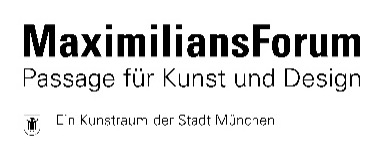 MaximiliansForum
Passage für Kunst und Design
Ein Kunstraum der Stadt München